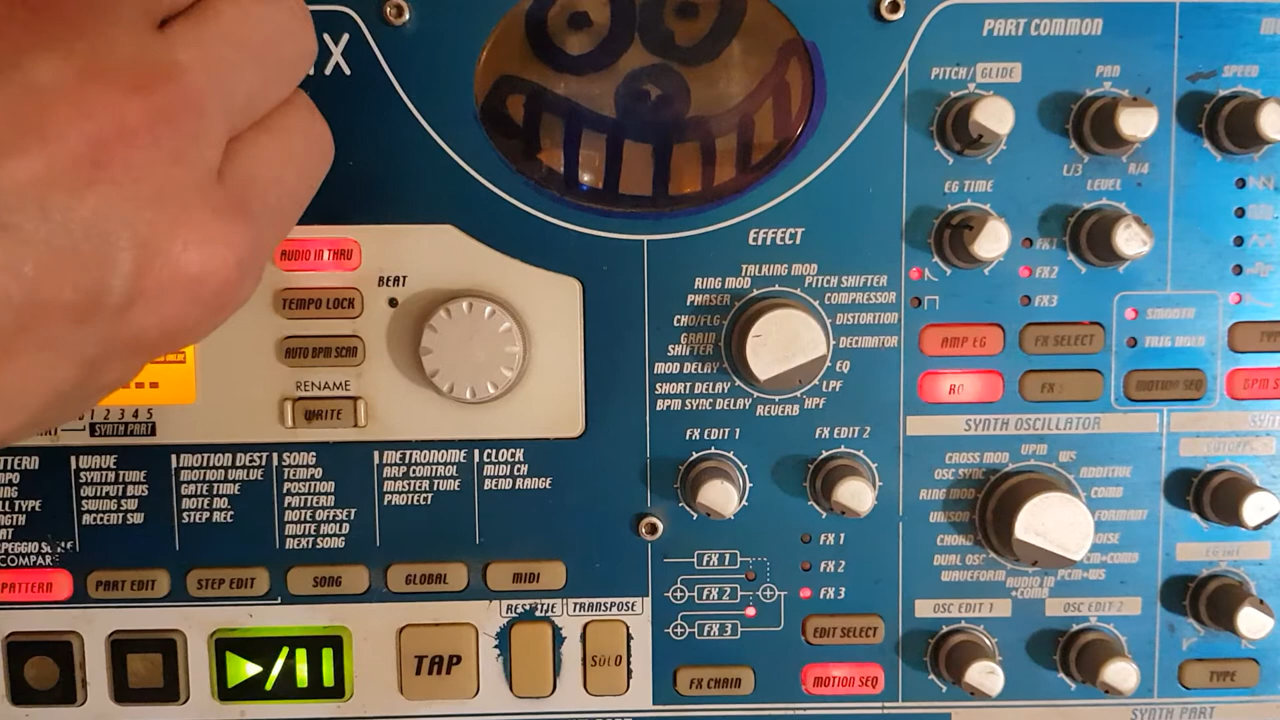 X
PART COMMON
PITCH/ GLIDE
PAN
SPEED
L/3
R/4
EG TIME
LEVEL
FX1
FX2
FX3
AMP EG
FX SELECT
SMOOTH
TRIG HOLD
MOTION SEQ
BPM S
AUDIO IN THRU
TEMPO LOCK
AUTO BPM SCAN
RENAME
WRITE
BEAT
1 2 3 4 5
SYNTH PART
EFFECT
TALKING MOD
RING MOD
PITCH SHIFTER
PHASER
COMPRESSOR
CHO/FLG
DISTORTION
GRAIN
SHIFTER
DECIMATOR
MOD DELAY
EQ
SHORT DELAY
LPF
BPM SYNC DELAY
REVERB
HPF
FX EDIT 1
FX EDIT 2
FX 1
FX 2
FX 3
FX 1
FX 2
FX 3
EDIT SELECT
FX CHAIN
MOTION SEQ
SYNTH OSCILLATOR
VPM
CROSS MOD
WS
OSC SYNC
ADDITIVE
RING MOD
COMB
UNISON
FORMANT
CHORD
DUAL OSC
PCM+WS
WAVEFORM
AUDIO IN
+COMB
OSC EDIT 1
OSC EDIT 2
TYPE
SYNTH PART
WAVE
SYNTH TUNE
OUTPUT BUS
SWING SW
ACCENT SW
MOTION DEST
MOTION VALUE
GATE TIME
NOTE NO.
STEP REC
SONG
TEMPO
POSITION
PATTERN
NOTE OFFSET
MUTE HOLD
NEXT SONG
METRONOME
ARP CONTROL
MASTER TUNE
PROTECT
CLOCK
MIDI CH
BEND RANGE
PATTERN
PART EDIT
STEP EDIT
SONG
GLOBAL
MIDI
TRANSPOSE
TAP
SOLO